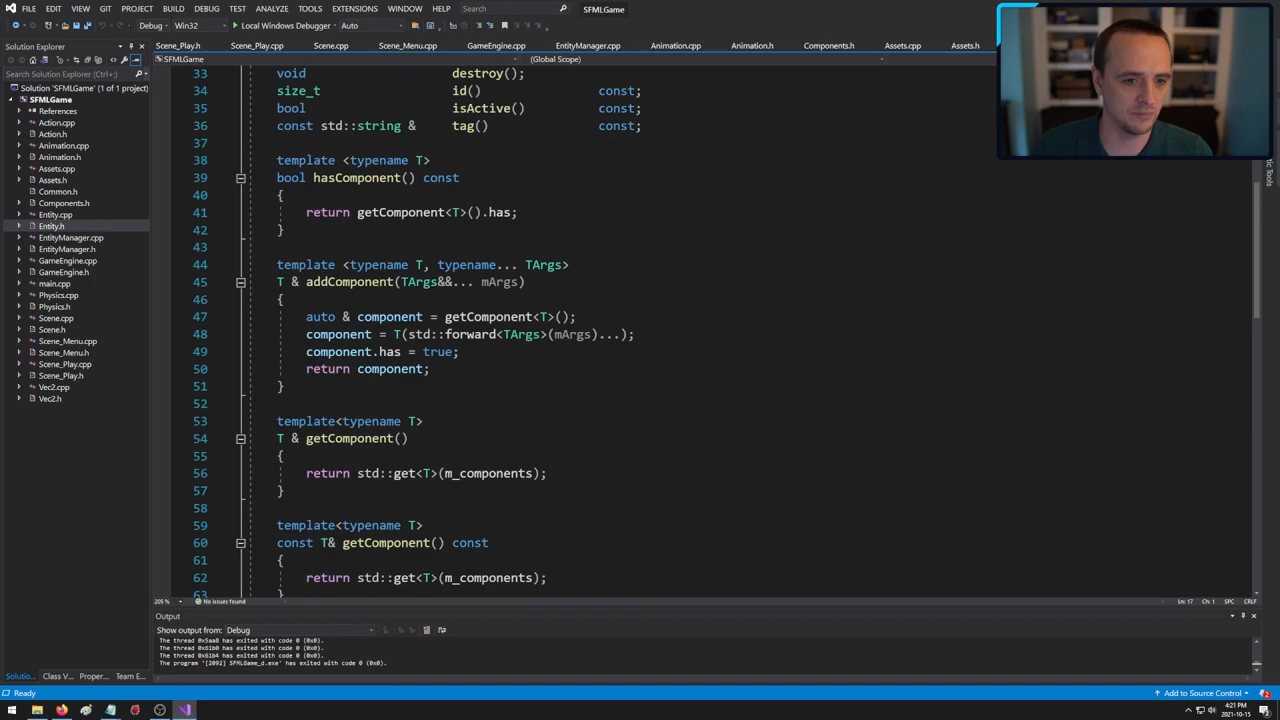 FILE EDIT VIEW GIT PROJECT BUILD DEBUG TEST ANALYZE TOOLS EXTENSIONS WINDOW HELP Search SFMLGame
Debug Win32 Local Windows Debugger Auto
Solution Explorer
Search Solution Explorer (Ctrl+;)
Solution 'SFMLGame' (1 of 1 project)
SFMLGame
References
Action.cpp
Action.h
Animation.cpp
Animation.h
Assets.cpp
Assets.h
Common.h
Components.h
Entity.cpp
Entity.h
EntityManager.cpp
EntityManager.h
GameEngine.cpp
GameEngine.h
main.cpp
Physics.cpp
Physics.h
Scene.cpp
Scene.h
Scene_Menu.cpp
Scene_Menu.h
Scene_Play.cpp
Scene_Play.h
Vec2.cpp
Vec2.h
Solutio... Class V... Proper... Team E...
Scene_Play.h Scene_Play.cpp Scene.cpp Scene_Menu.cpp GameEngine.cpp EntityManager.cpp Animation.cpp Animation.h Components.h Assets.cpp Assets.h
SFMLGame (Global Scope)
33 void destroy();
34 size_t id() const;
35 bool isActive() const;
36 const std::string & tag() const;
37
38 template <typename T>
39 bool hasComponent() const
40 {
41 return getComponent<T>().has;
42 }
43
44 template <typename T, typename... TArgs>
45 T & addComponent(TArgs&&... mArgs)
46 {
47 auto & component = getComponent<T>();
48 component = T(std::forward<TArgs>(mArgs)...);
49 component.has = true;
50 return component;
51 }
52
53 template<typename T>
54 T & getComponent()
55 {
56 return std::get<T>(m_components);
57 }
58
59 template<typename T>
60 const T& getComponent() const
61 {
62 return std::get<T>(m_components);
63 }
205 % No issues found Ln: 17 Ch: 1 SPC CRLF
Output
Show output from: Debug
The thread 0x5aa8 has exited with code 0 (0x0).
The thread 0x61b0 has exited with code 0 (0x0).
The thread 0x61b4 has exited with code 0 (0x0).
The program '[2092] SFMLGame_d.exe' has exited with code 0 (0x0).
Ready Add to Source Control 2
4:21 PM
2021-10-15